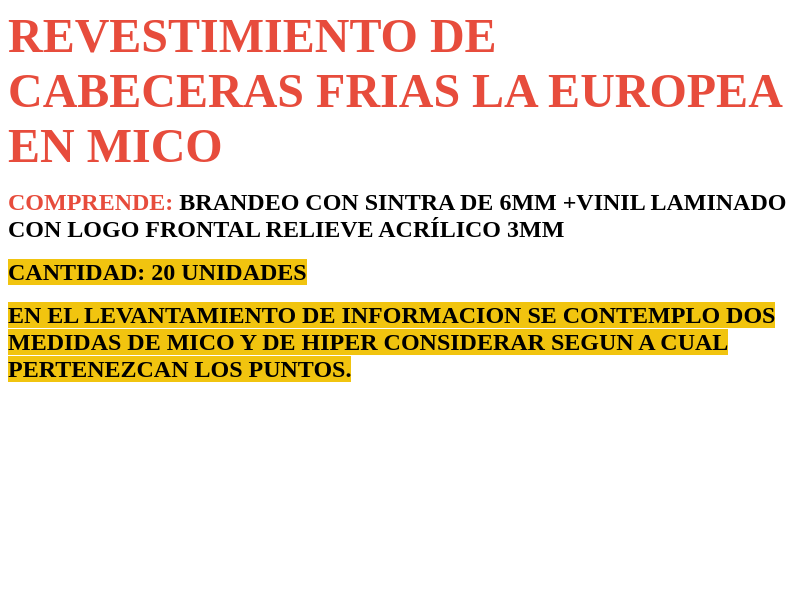 REVESTIMIENTO DE
CABECERAS FRIAS LA EUROPEA
EN MICO
COMPRENDE: BRANDEO CON SINTRA DE 6MM +VINIL LAMINADO
CON LOGO FRONTAL RELIEVE ACRÍLICO 3MM
CANTIDAD: 20 UNIDADES
EN EL LEVANTAMIENTO DE INFORMACION SE CONTEMPLO DOS
MEDIDAS DE MICO Y DE HIPER CONSIDERAR SEGUN A CUAL
PERTENEZCAN LOS PUNTOS.